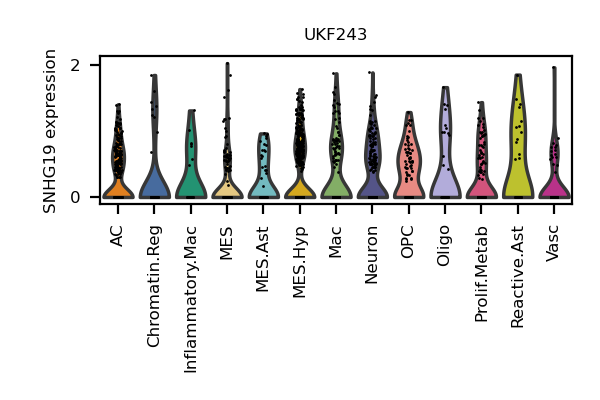 UKF243
SNHG19 expression
2
0
AC
Chromatin.Reg
Inflammatory.Mac
MES
MES.Ast
MES.Hyp
Mac
Neuron
OPC
Oligo
Prolif.Metab
Reactive.Ast
Vasc